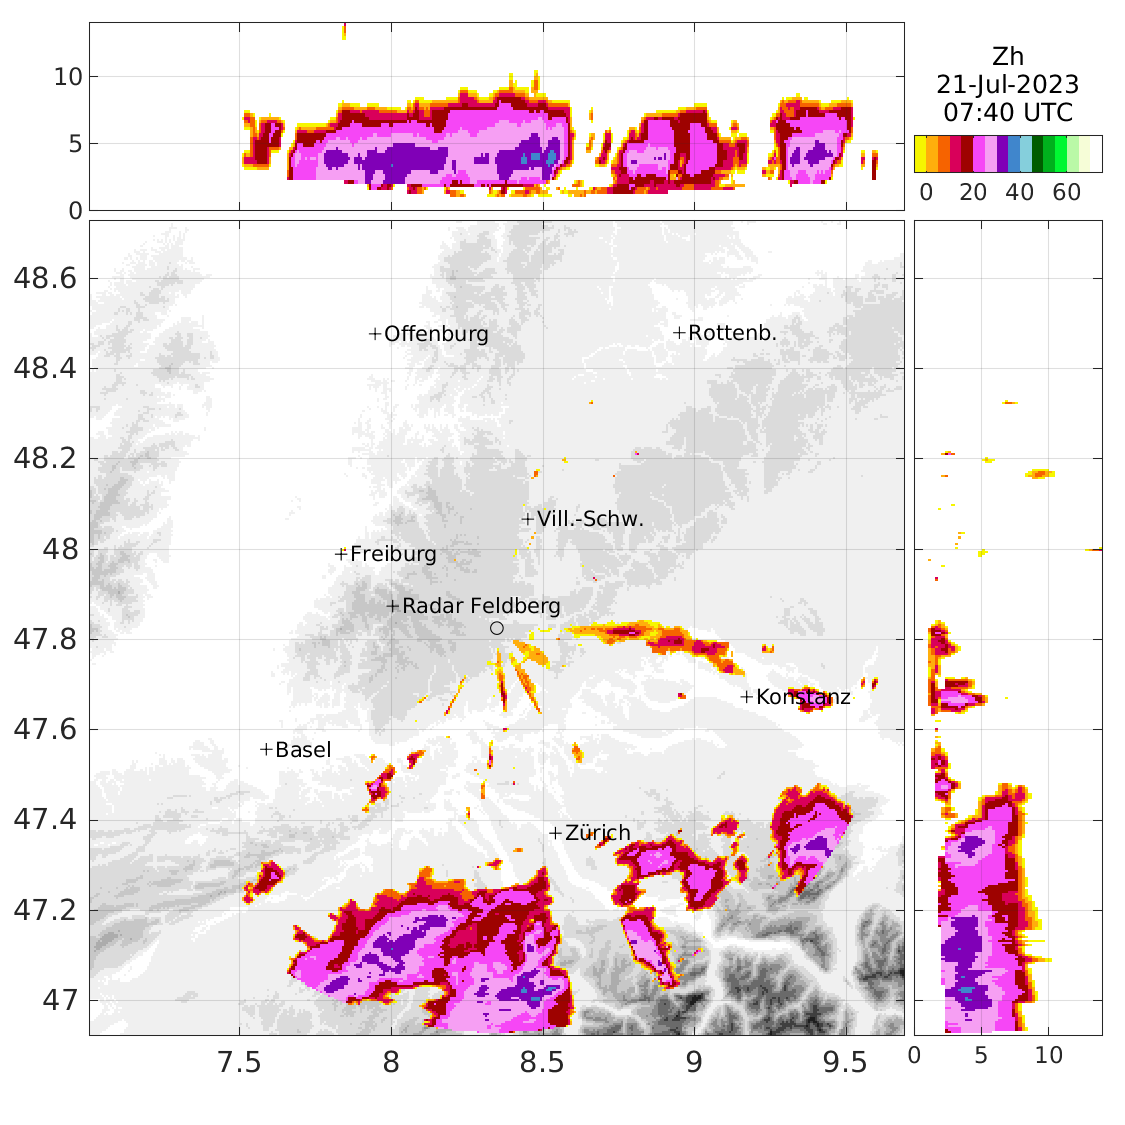 Zh
21-Jul-2023
07:40 UTC
0 20 40 60
10
5
0
48.6
48.4
48.2
48
47.8
47.6
47.4
47.2
47
Offenburg
Rottenb.
Vill.-Schw.
Freiburg
Radar Feldberg
Konstanz
Basel
Zürich
7.5 8 8.5 9 9.5
0 5 10